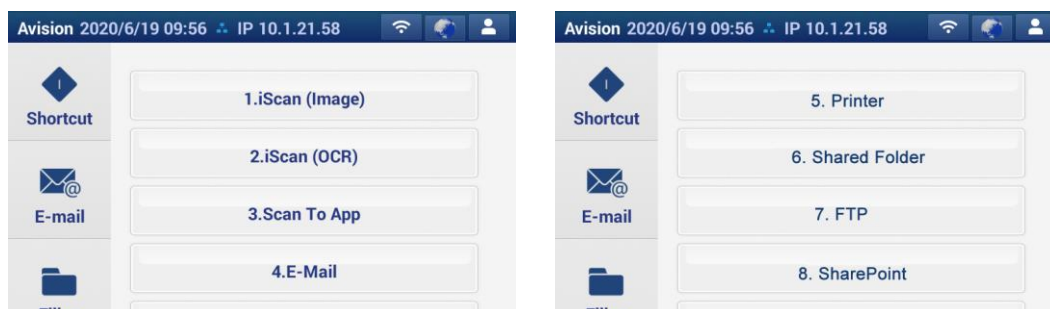 Avision 2020/6/19 09:56 IP 10.1.21.58
Shortcut
E-mail
1.iScan (Image)
2.iScan (OCR)
3.Scan To App
4.E-Mail
Avision 2020/6/19 09:56 IP 10.1.21.58
Shortcut
E-mail
5. Printer
6. Shared Folder
7. FTP
8. SharePoint